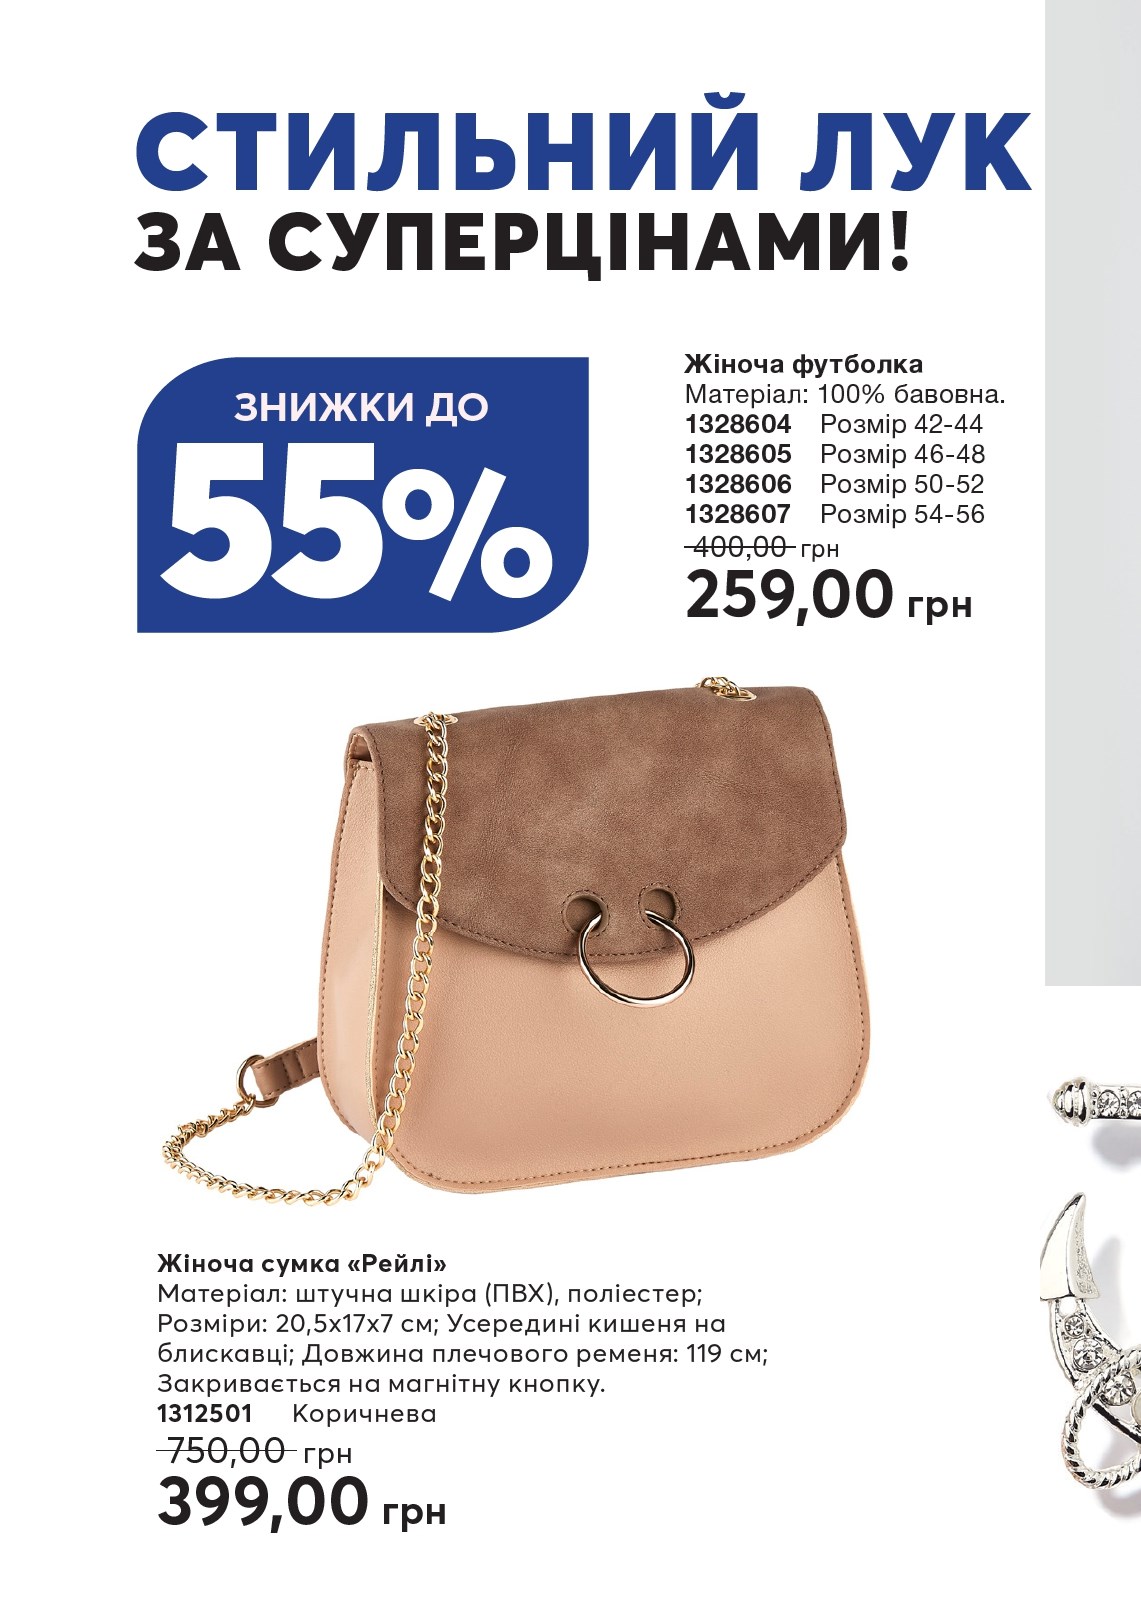 СТИЛЬНИЙ ЛУК
ЗА СУПЕРЦІНАМИ!
ЗНИЖКИ ДО
55%
Жіноча футболка
Матеріал: 100% бавовна.
1328604 Розмір 42-44
1328605 Розмір 46-48
1328606 Розмір 50-52
1328607 Розмір 54-56
400,00 грн
259,00 грн
Жіноча сумка «Рейлі»
Матеріал: штучна шкіра (ПВХ), поліестер;
Розміри: 20,5х17х7 см; Усередині кишеня на
блискавці; Довжина плечового ременя: 119 см;
Закривається на магнітну кнопку.
1312501 Коричнева
750,00 грн
399,00 грн